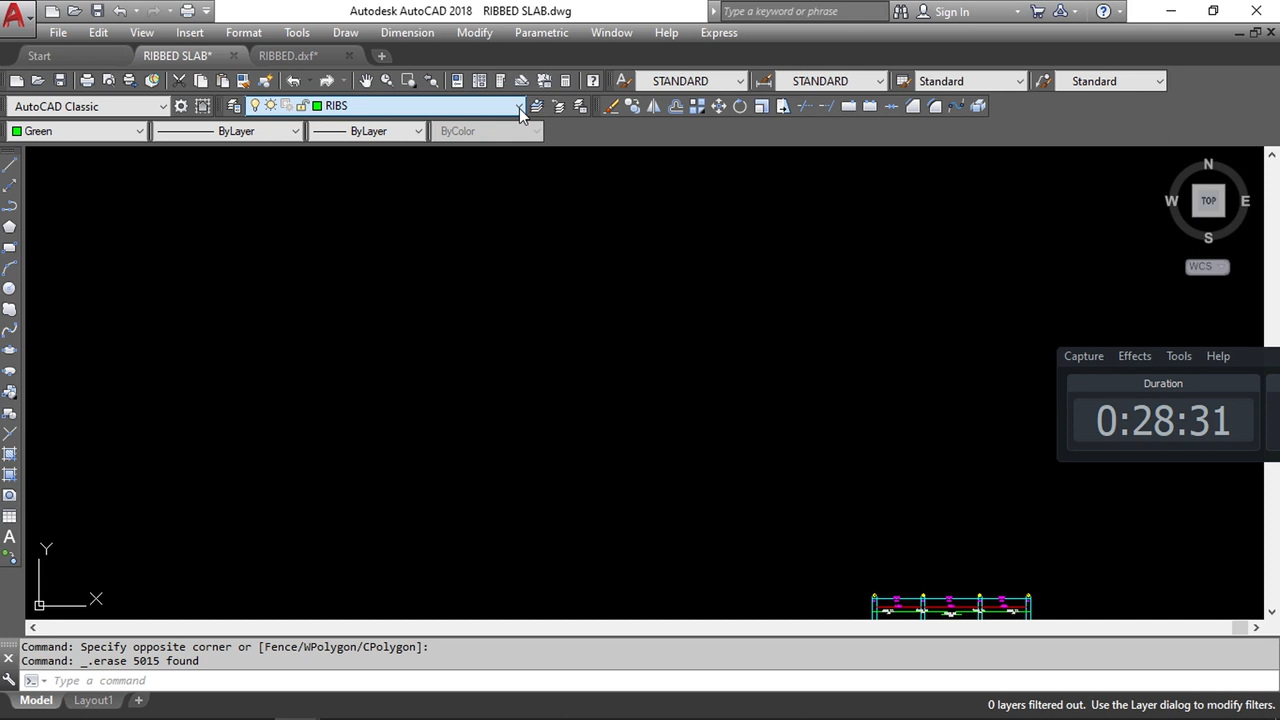 Autodesk AutoCAD 2018 RIBBED SLAB.dwg
Type a keyword or phrase
Sign In
File Edit View Insert Format Tools Draw Dimension Modify Parametric Window Help Express
Start RIBBED SLAB* RIBBED.dxf*
STANDARD STANDARD Standard Standard
AutoCAD Classic RIBS
Green ByLayer ByLayer ByColor
N
W TOP E
S
WCS
Capture Effects Tools Help
Duration
0:28:31
Y
X
Command: Specify opposite corner or [Fence/WPolygon/CPolygon]:
Command: _.erase 5015 found
Type a command
Model Layout1
0 layers filtered out. Use the Layer dialog to modify filters.